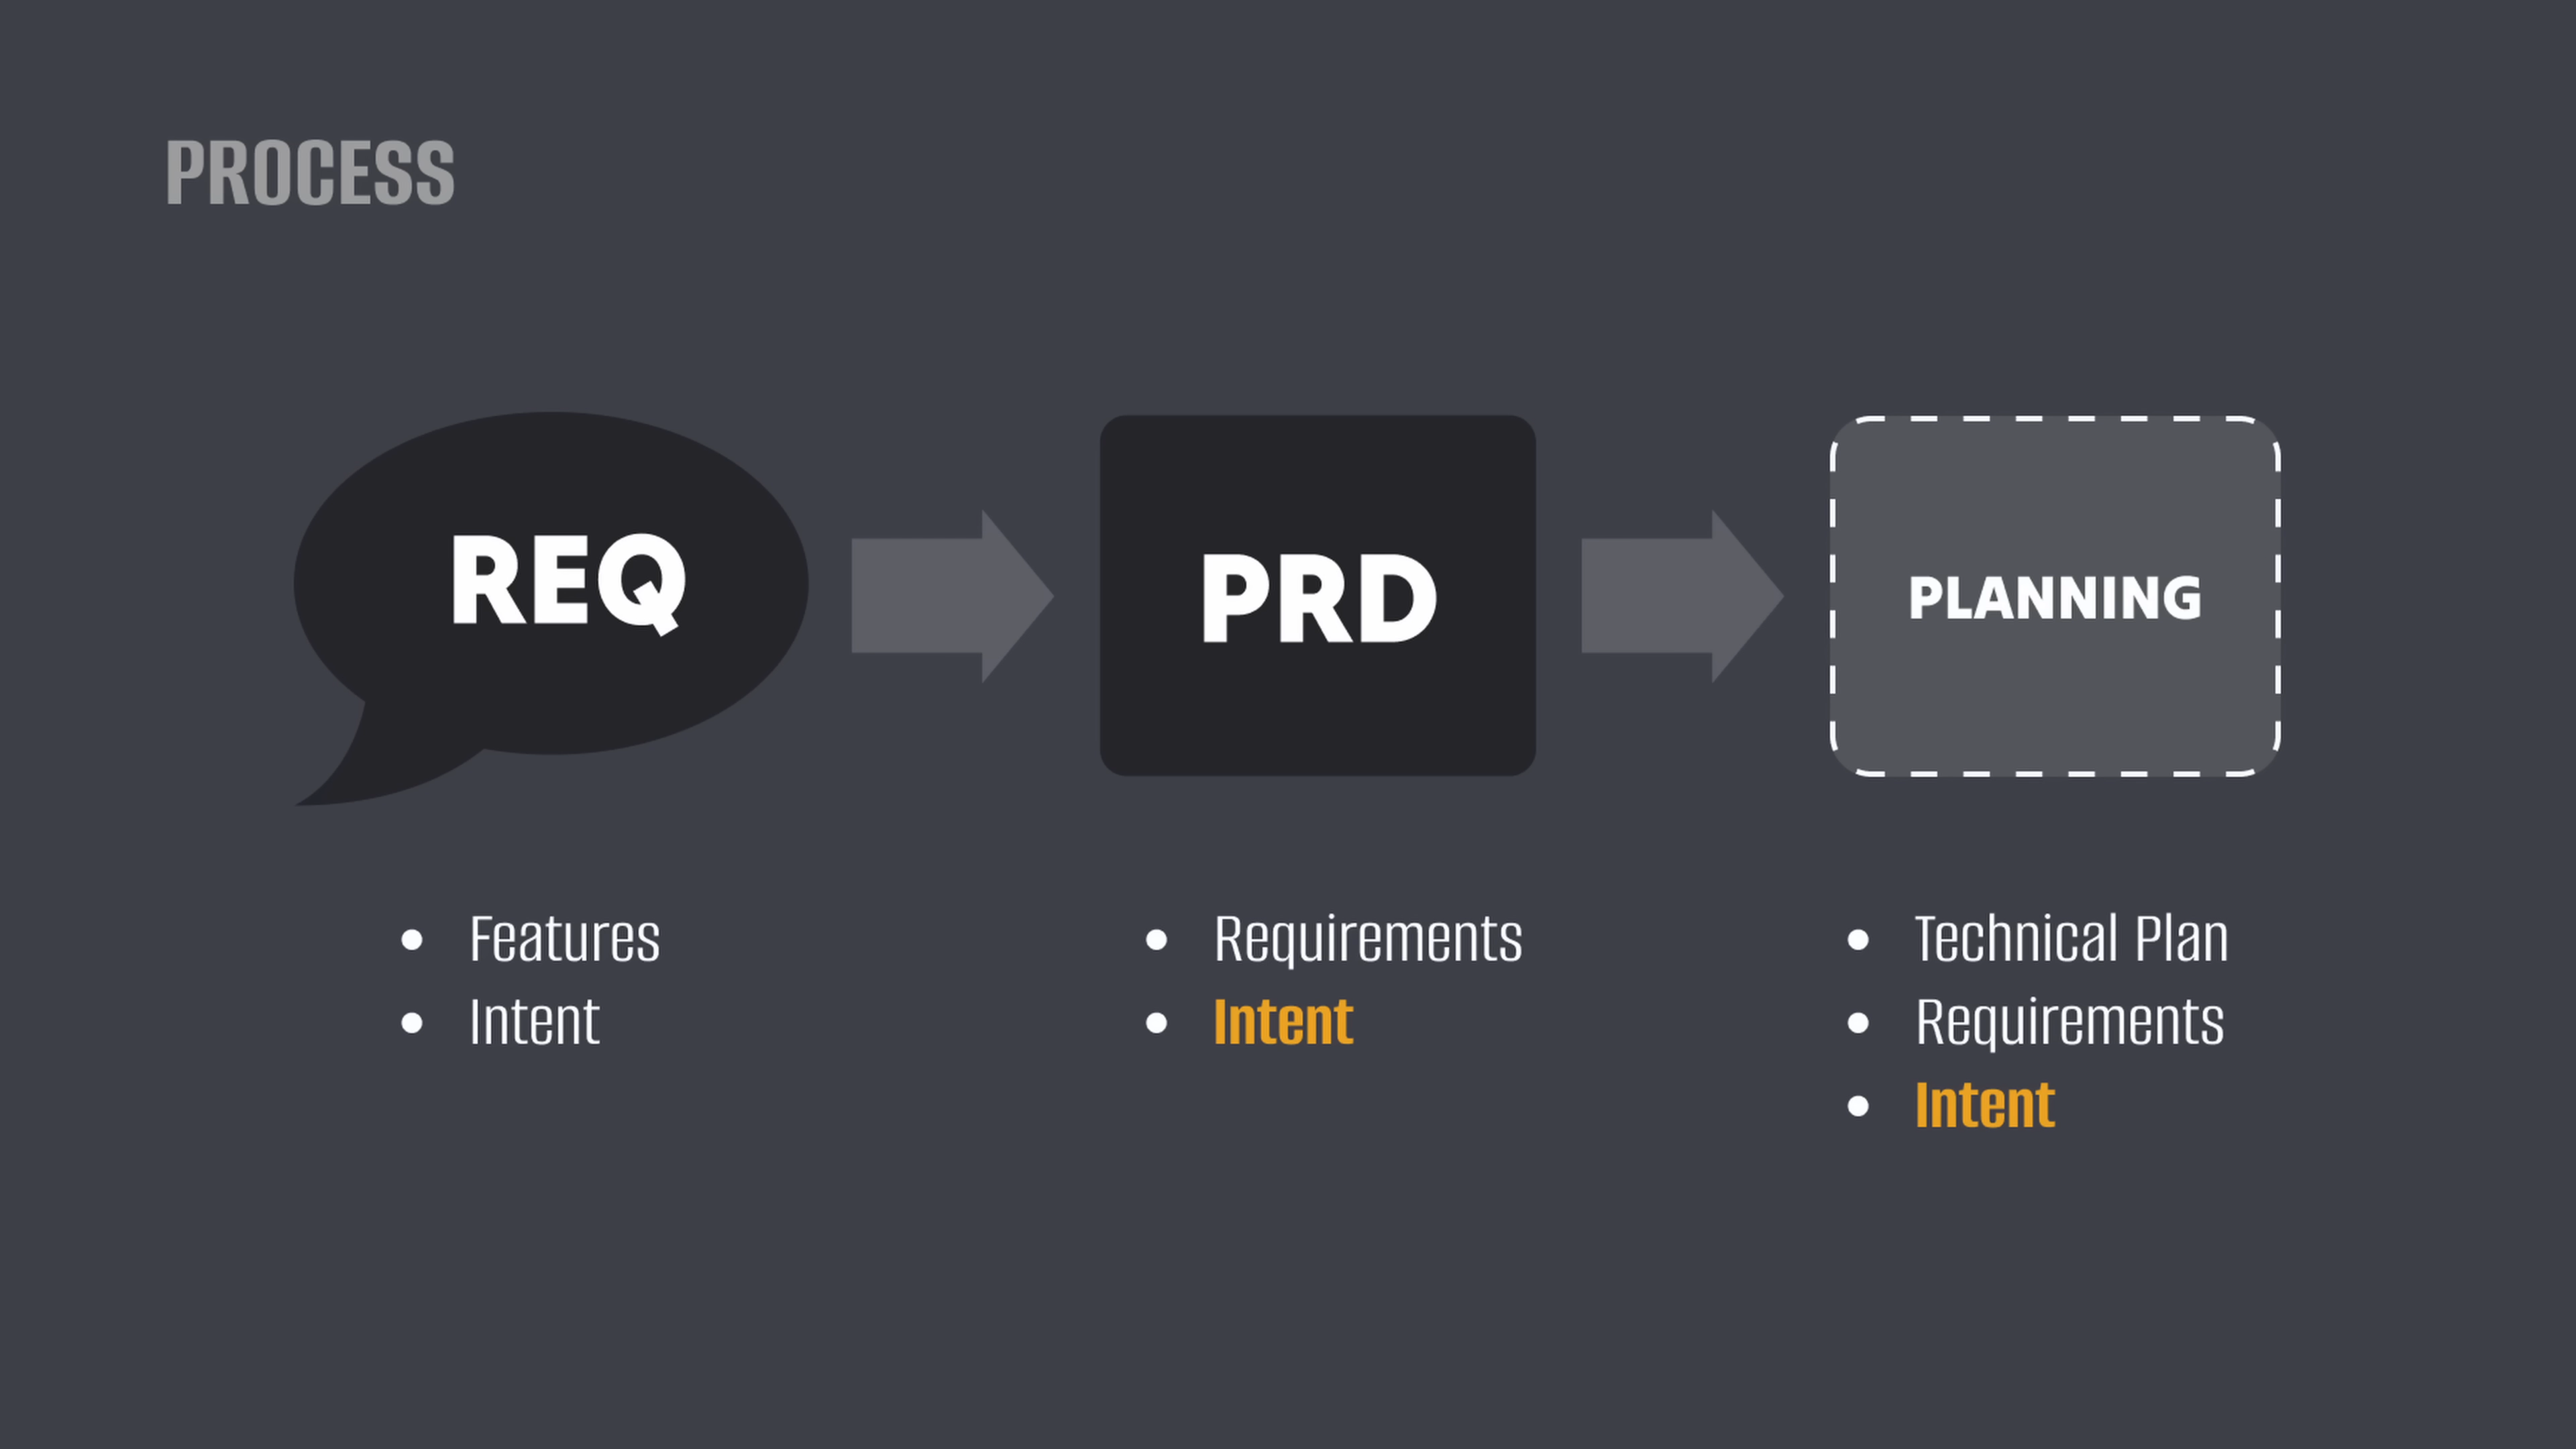 PROCESS
REQ
PRD
PLANNING
• Features
• Intent
• Requirements
• Intent
• Technical Plan
• Requirements
• Intent